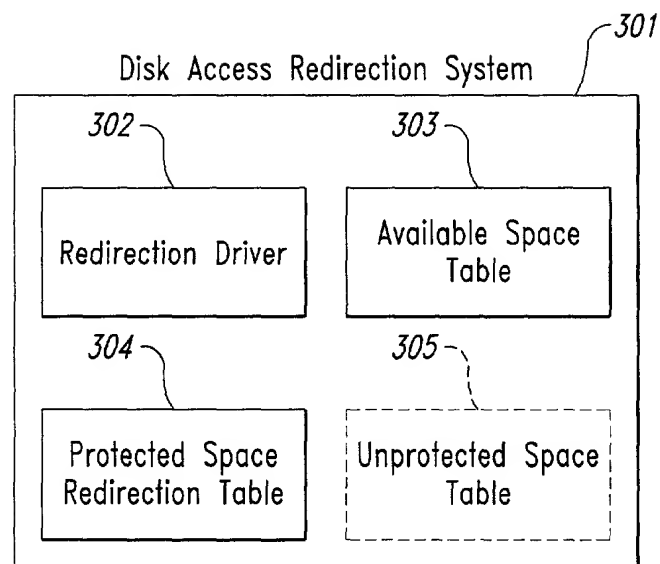 301
Disk Access Redirection System
302
303
Redirection Driver
Available Space
Table
304
305
Protected Space
Redirection Table
Unprotected Space
Table